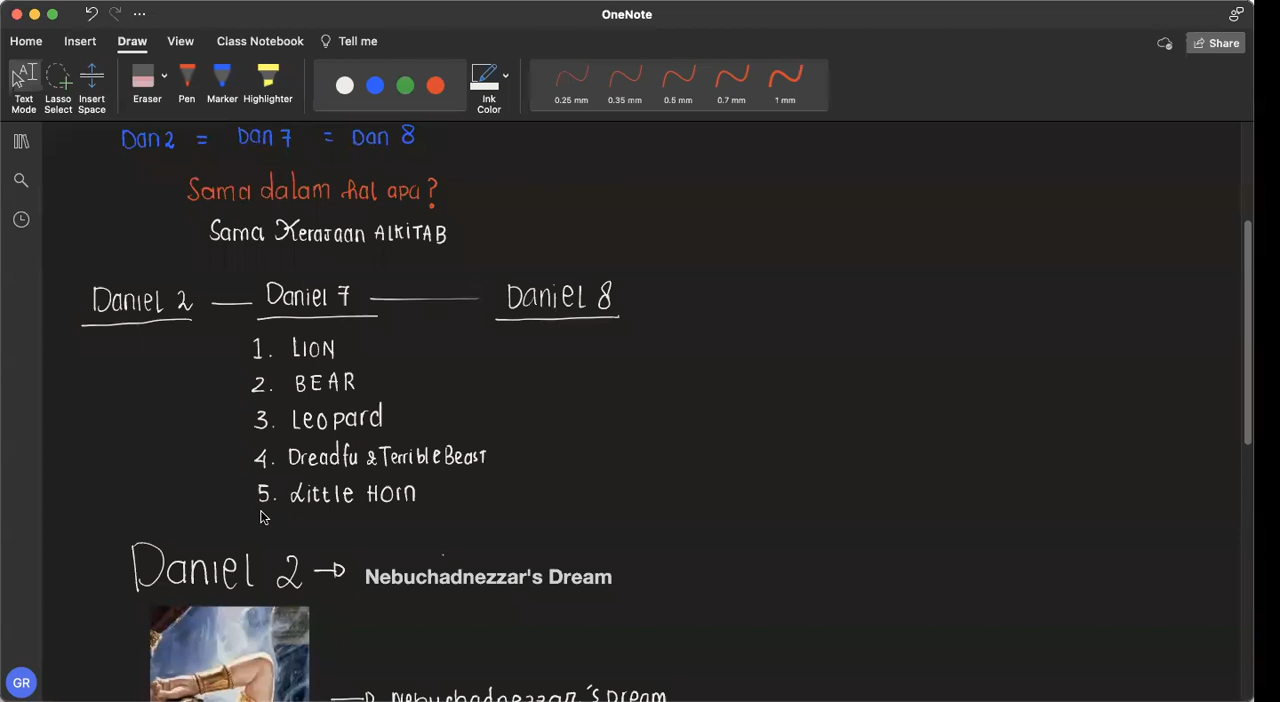 OneNote
Home Insert Draw View Class Notebook Tell me
Share
Text Mode
Lasso Select
Insert Space
Eraser
Pen
Marker
Highlighter
Ink Color
0.25 mm 0.35 mm 0.5 mm 0.7 mm 1 mm
Dan 2 = Dan 7 = Dan 8
Sama dalam hal apa?
Sama Kerajaan ALKITAB
Daniel 2 Daniel 7 Daniel 8
1. LION
2. BEAR
3. Leopard
4. Dreadfu & Terrible Beast
5. Little Horn
Daniel 2 → Nebuchadnezzar's Dream
GR
→ Nebuchadnezzar's Dream